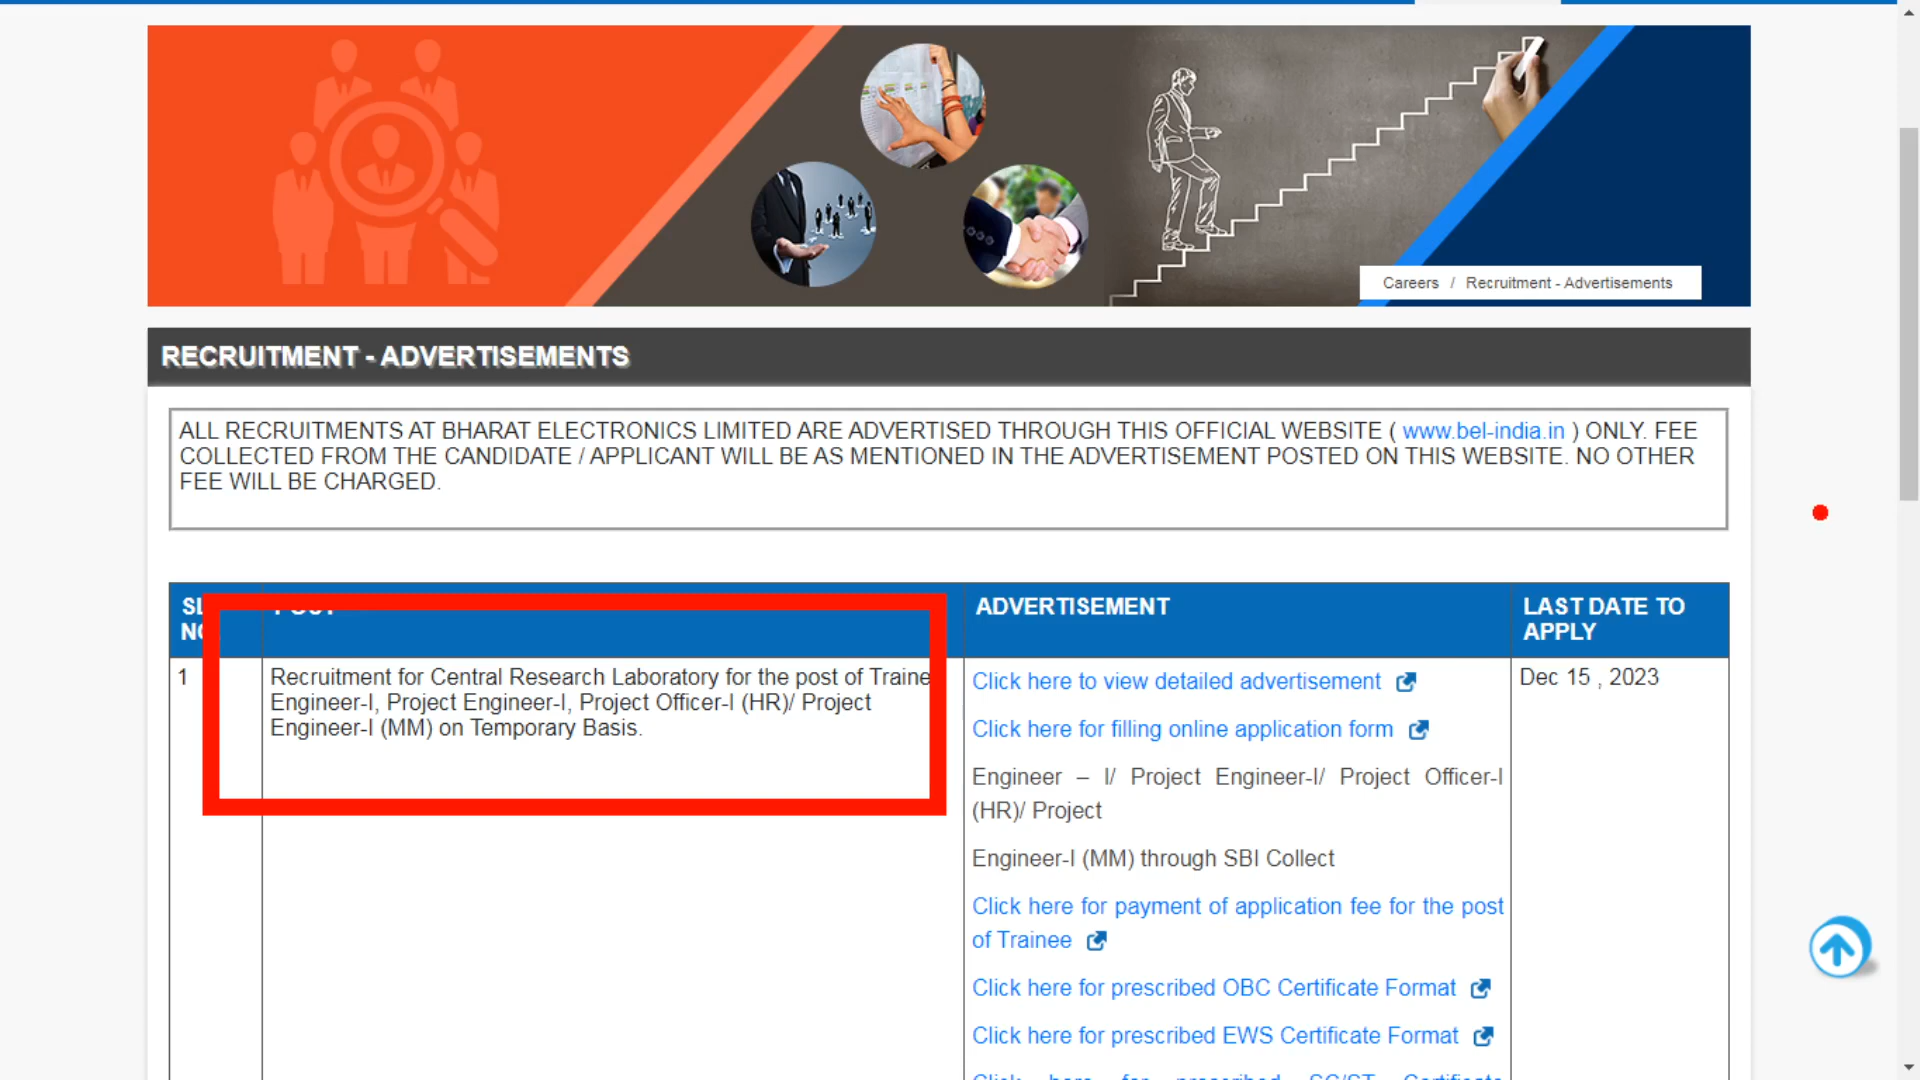 Careers / Recruitment - Advertisements
RECRUITMENT - ADVERTISEMENTS
ALL RECRUITMENTS AT BHARAT ELECTRONICS LIMITED ARE ADVERTISED THROUGH THIS OFFICIAL WEBSITE ( www.bel-india.in ) ONLY. FEE
COLLECTED FROM THE CANDIDATE / APPLICANT WILL BE AS MENTIONED IN THE ADVERTISEMENT POSTED ON THIS WEBSITE. NO OTHER
FEE WILL BE CHARGED.
ADVERTISEMENT
LAST DATE TO
APPLY
1
Recruitment for Central Research Laboratory for the post of Traine
Engineer-I, Project Engineer-I, Project Officer-I (HR)/ Project
Engineer-I (MM) on Temporary Basis.
Click here to view detailed advertisement
Click here for filling online application form
Engineer – I/ Project Engineer-I/ Project Officer-I
(HR)/ Project
Engineer-I (MM) through SBI Collect
Click here for payment of application fee for the post
of Trainee
Click here for prescribed OBC Certificate Format
Click here for prescribed EWS Certificate Format
Dec 15 , 2023